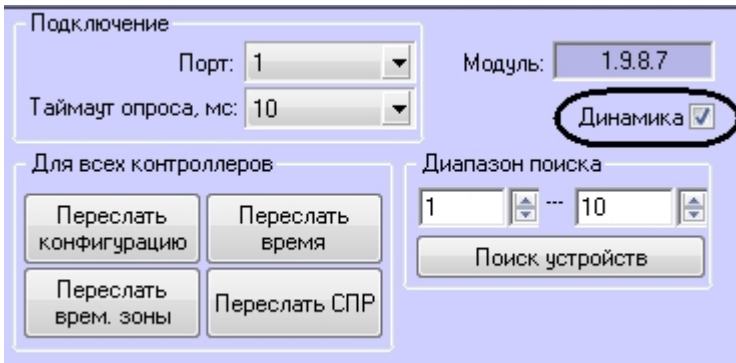 Подключение
Порт: 1
Модуль: 1.9.8.7
Таймаут опроса, мс: 10
Динамика
Для всех контроллеров
Диапазон поиска
Переслать конфигурацию
Переслать время
1 --- 10
Поиск устройств
Переслать врем. зоны
Переслать СПР